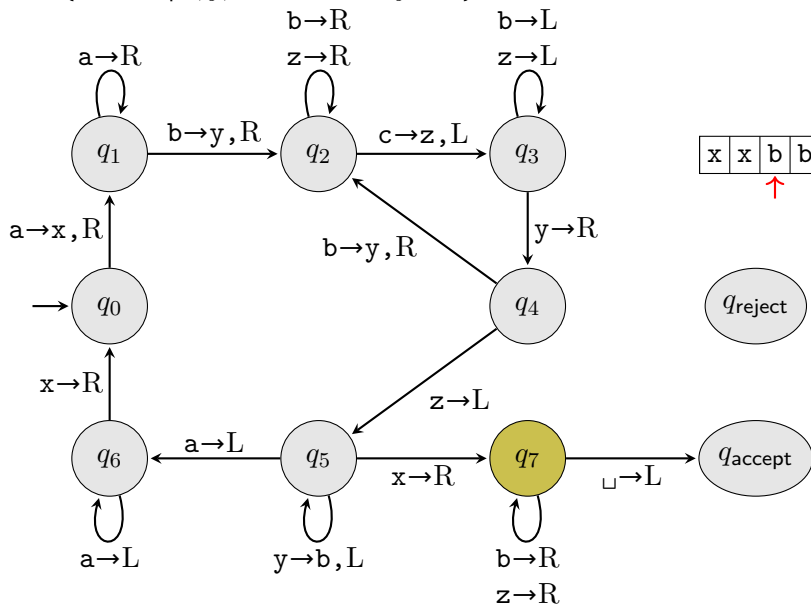 b→R b→L
a→R z→R z→L
q1 b→y,R q2 c→z,L q3 x x b b
a→x,R b→y,R y→R
q0 q4 qreject
x→R z→L
q6 a→L q5 x→R q7 ␣→L qaccept
a→L y→b,L b→R
z→R